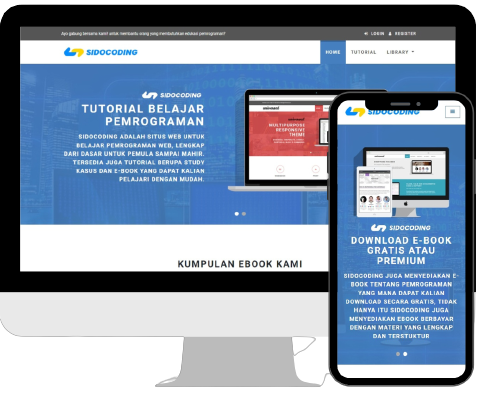 Ayo gabung bersama kami! untuk membantu orang yang membutuhkan edukasi pemrograman!
LOGIN REGISTER
SIDOCODING
HOME TUTORIAL LIBRARY
SIDOCODING
TUTORIAL BELAJAR
PEMROGRAMAN
SIDOCODING ADALAH SITUS WEB UNTUK
BELAJAR PEMROGRAMAN WEB, LENGKAP
DARI DASAR UNTUK PEMULA SAMPAI MAHIR.
TERSEDIA JUGA TUTORIAL BERUPA STUDY
KASUS DAN E-BOOK YANG DAPAT KALIAN
PELAJARI DENGAN MUDAH.
MULTIPURPOSE
RESPONSIVE
THEME
KUMPULAN EBOOK KAMI
SIDOCODING
SIDOCODING
DOWNLOAD E-BOOK
GRATIS ATAU
PREMIUM
SIDOCODING JUGA MENYEDIAKAN E-
BOOK TENTANG PEMROGRAMAN
YANG MANA DAPAT KALIAN
DOWNLOAD SECARA GRATIS, TIDAK
HANYA ITU SIDOCODING JUGA
MENYEDIAKAN EBOOK BERBAYAR
DENGAN MATERI YANG LENGKAP
DAN TERSTUKTUR